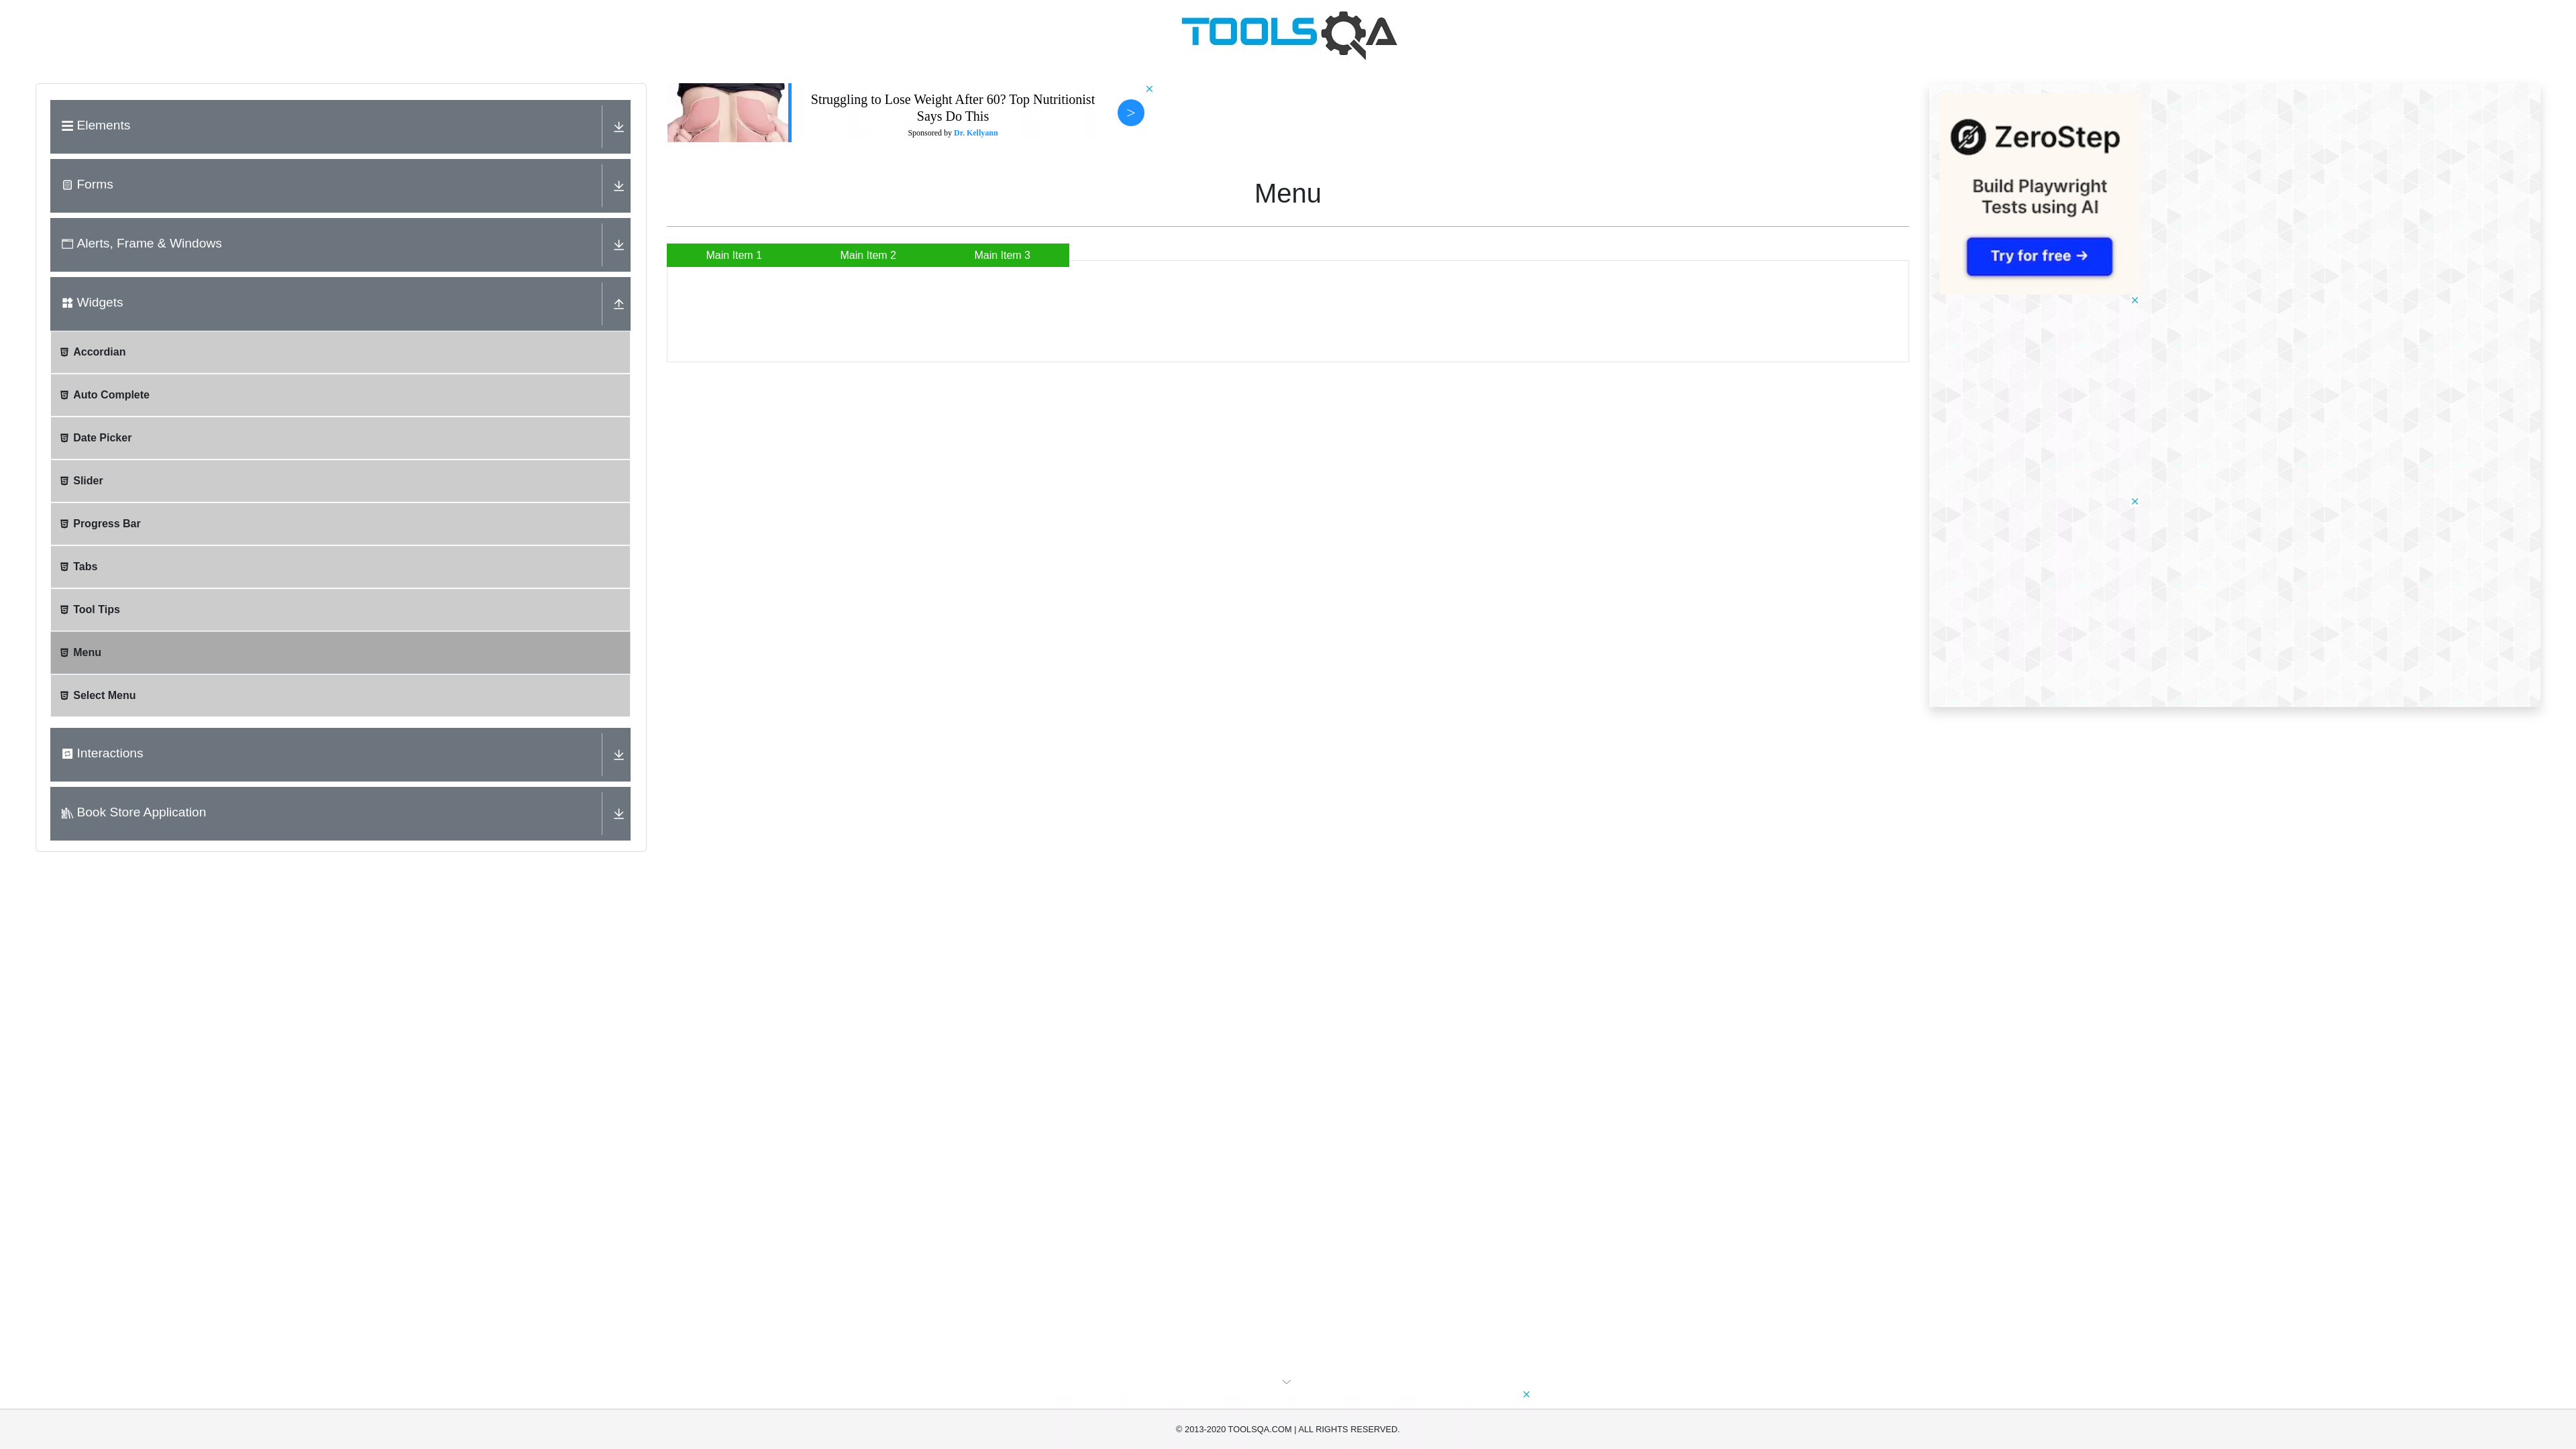 TOOLSQA
Elements
Forms
Alerts, Frame & Windows
Widgets
Accordian
Auto Complete
Date Picker
Slider
Progress Bar
Tabs
Tool Tips
Menu
Select Menu
Interactions
Book Store Application
Struggling to Lose Weight After 60? Top Nutritionist
Says Do This
Sponsored by Dr. Kellyann
>
Menu
Main Item 1
Main Item 2
Main Item 3
ZeroStep
Build Playwright
Tests using AI
Try for free →
© 2013-2020 TOOLSQA.COM | ALL RIGHTS RESERVED.